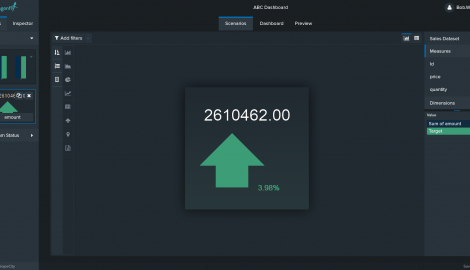 ABC Dashboard
Inspector
Scenarios
Dashboard
Preview
Add filters
Sales Dataset
Measures
Id
price
quantity
Dimensions
Value
Sum of amount
Target
2610462.00
3.98%
amount